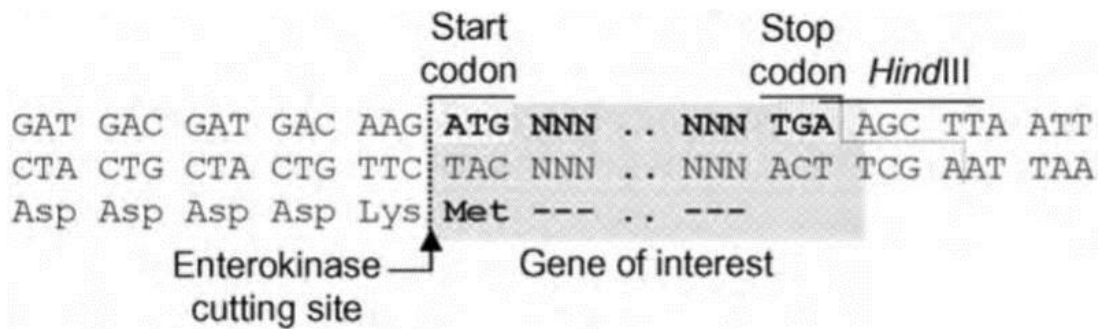 Start Stop
codon codon HindIII
GAT GAC GAT GAC AAG ATG NNN .. NNN TGA AGC TTA ATT
CTA CTG CTA CTG TTC TAC NNN NNN ACT TCG AAT TAA
Asp Asp Asp Asp Lys Met --- .. ---
Enterokinase Gene of interest
cutting site